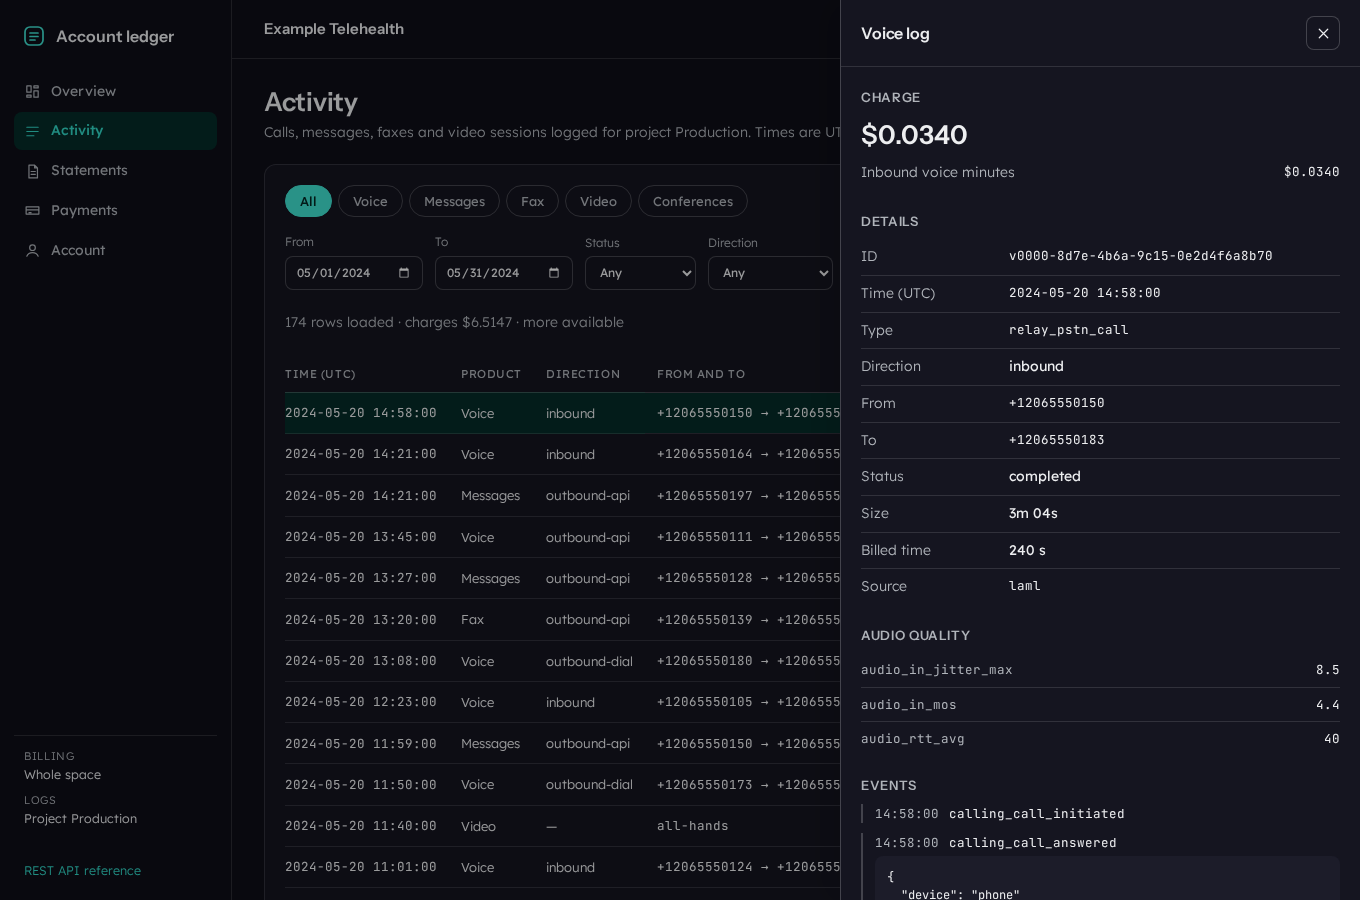 Account ledger
Overview
Activity
Statements
Payments
Account
BILLING
Whole space
LOGS
Project Production
REST API reference
Example Telehealth
Activity
Calls, messages, faxes and video sessions logged for project Production. Times are UT
All Voice Messages Fax Video Conferences
From To Status Direction
05/01/2024 05/31/2024 Any Any
174 rows loaded · charges $6.5147 · more available
TIME (UTC) PRODUCT DIRECTION FROM AND TO
2024-05-20 14:58:00 Voice inbound +12065550150 → +1206555
2024-05-20 14:21:00 Voice inbound +12065550164 → +1206555
2024-05-20 14:21:00 Messages outbound-api +12065550197 → +1206555
2024-05-20 13:45:00 Voice outbound-api +12065550111 → +1206555
2024-05-20 13:27:00 Messages outbound-api +12065550128 → +1206555
2024-05-20 13:20:00 Fax outbound-api +12065550139 → +1206555
2024-05-20 13:08:00 Voice outbound-dial +12065550180 → +1206555
2024-05-20 12:23:00 Voice inbound +12065550105 → +1206555
2024-05-20 11:59:00 Messages outbound-api +12065550150 → +1206555
2024-05-20 11:50:00 Voice outbound-dial +12065550173 → +1206555
2024-05-20 11:40:00 Video — all-hands
2024-05-20 11:01:00 Voice inbound +12065550124 → +1206555
Voice log
CHARGE
$0.0340
Inbound voice minutes $0.0340
DETAILS
ID v0000-8d7e-4b6a-9c15-0e2d4f6a8b70
Time (UTC) 2024-05-20 14:58:00
Type relay_pstn_call
Direction inbound
From +12065550150
To +12065550183
Status completed
Size 3m 04s
Billed time 240 s
Source laml
AUDIO QUALITY
audio_in_jitter_max 8.5
audio_in_mos 4.4
audio_rtt_avg 40
EVENTS
14:58:00 calling_call_initiated
14:58:00 calling_call_answered
{
"device": "phone"